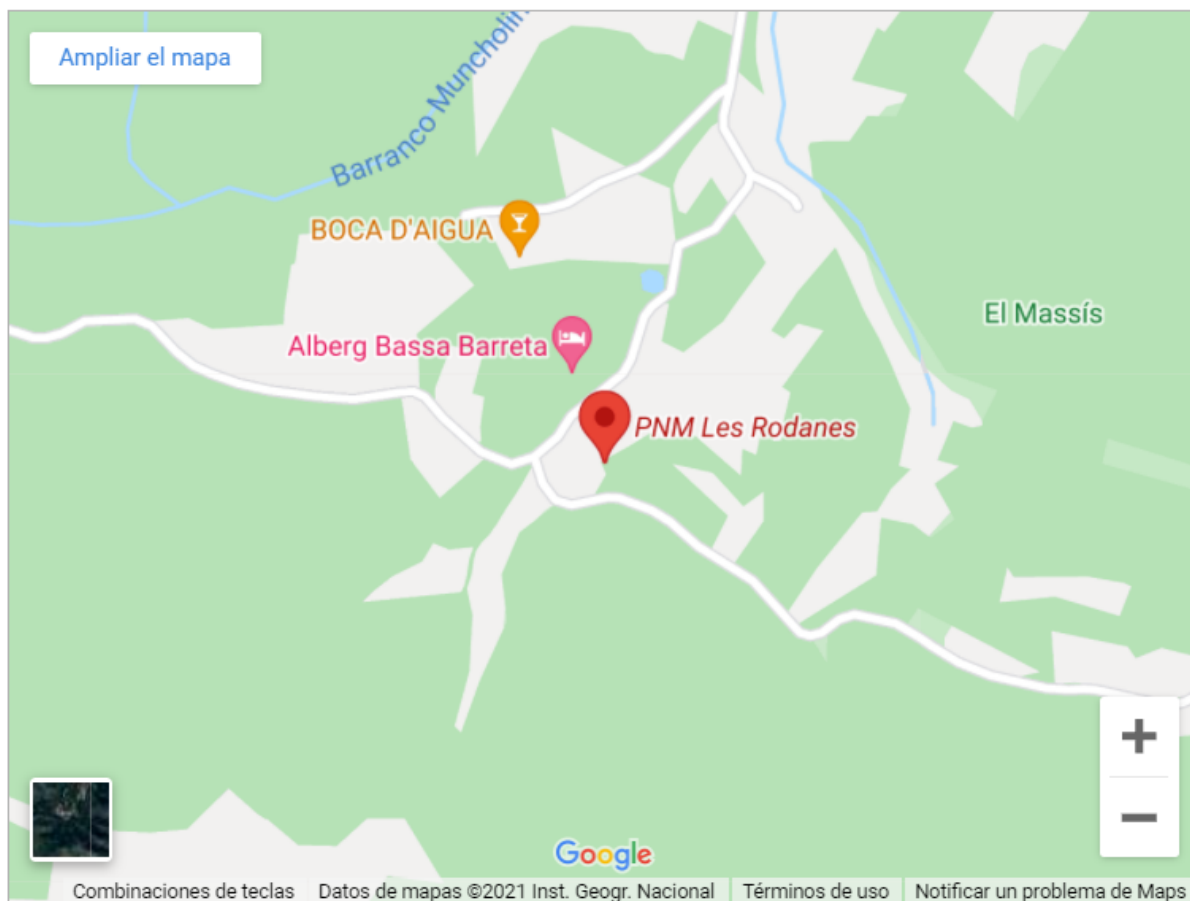 Ampliar el mapa
Barranco Muncholin
BOCA D'AIGUA
El Massís
Alberg Bassa Barreta
PNM Les Rodanes
Google
Combinaciones de teclas
Datos de mapas ©2021 Inst. Geogr. Nacional
Términos de uso
Notificar un problema de Maps